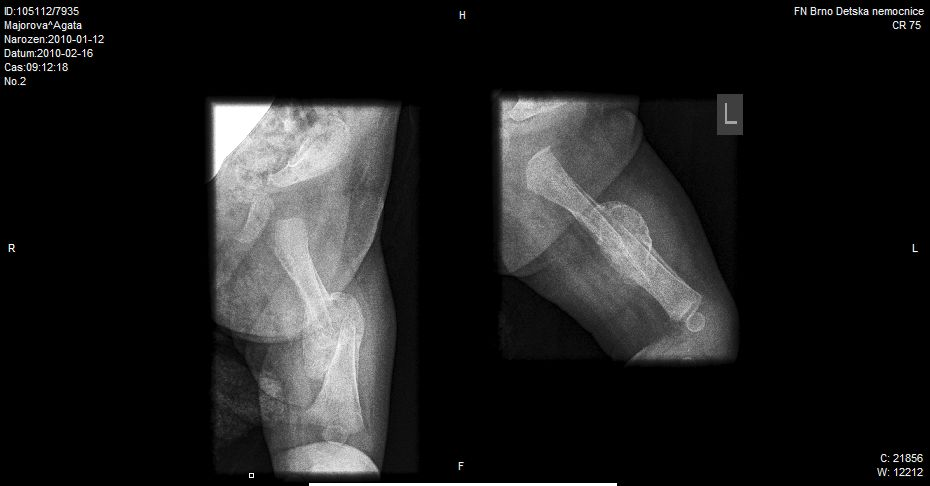 ID:105112/7935
Majorova^Agata
Narozen:2010-01-12
Datum:2010-02-16
Cas:09:12:18
No.2
H
FN Brno Detska nemocnice
CR 75
L
R
L
F
C: 21856
W: 12212